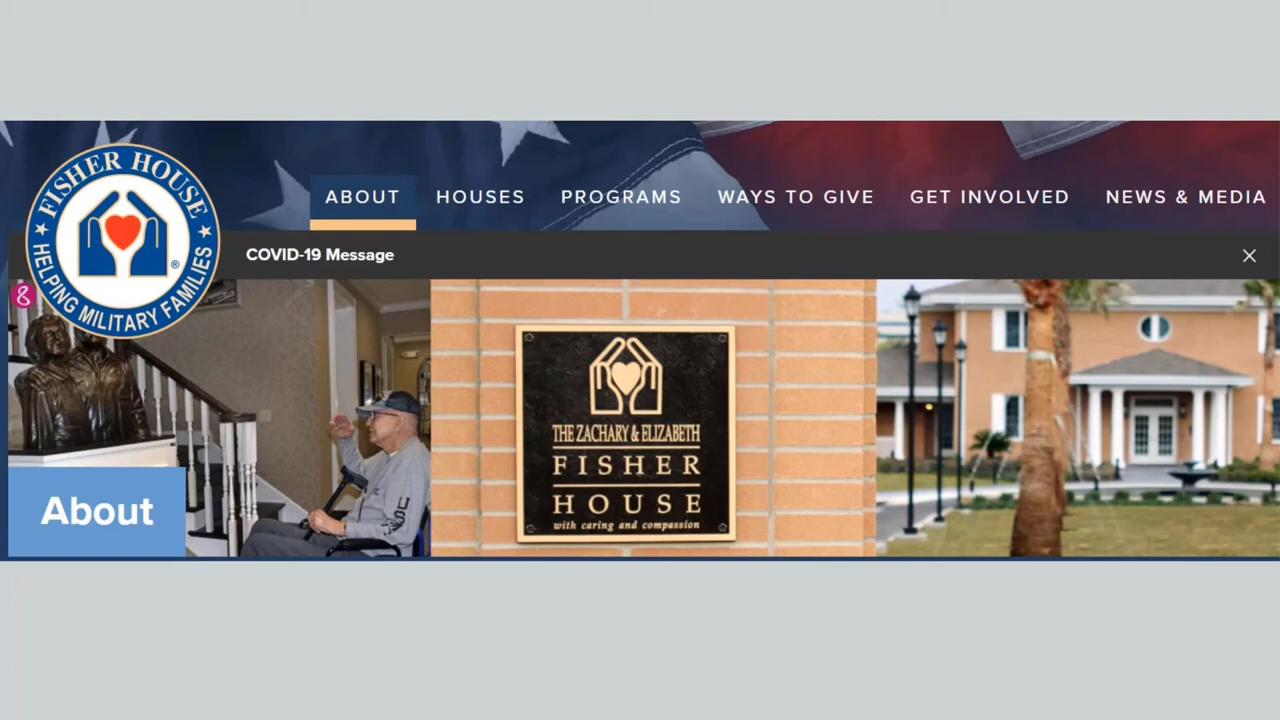 FISHER HOUSE
HELPING MILITARY FAMILIES
®
ABOUT
HOUSES
PROGRAMS
WAYS TO GIVE
GET INVOLVED
NEWS & MEDIA
COVID-19 Message
THE ZACHARY & ELIZABETH
FISHER
HOUSE
with caring and compassion
About